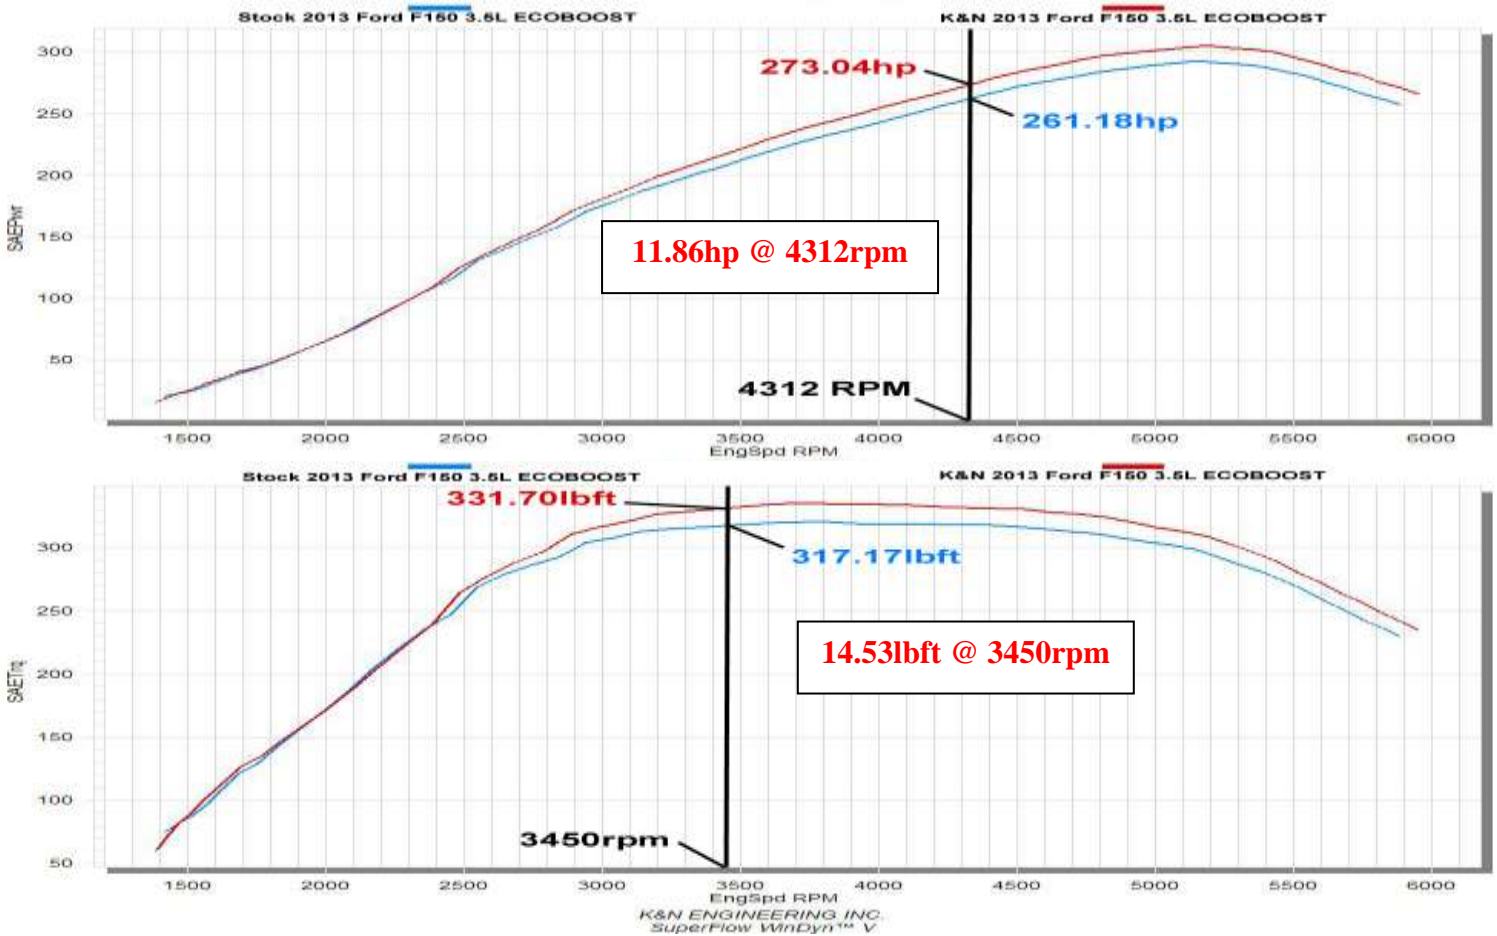 Stock 2013 Ford F150 3.5L ECOBOOST
K&N 2013 Ford F150 3.5L ECOBOOST
300
250
200
150
100
50
SAEPwr
273.04hp
261.18hp
11.86hp @ 4312rpm
4312 RPM
1500 2000 2500 3000 3500 4000 4500 5000 5500 6000
EngSpd RPM
Stock 2013 Ford F150 3.5L ECOBOOST
K&N 2013 Ford F150 3.5L ECOBOOST
300
250
200
150
100
50
SAETrq
331.70lbft
317.17lbft
14.53lbft @ 3450rpm
3450rpm
1500 2000 2500 3000 3500 4000 4500 5000 5500 6000
EngSpd RPM
K&N ENGINEERING INC.
SuperFlow WinDyn™ V